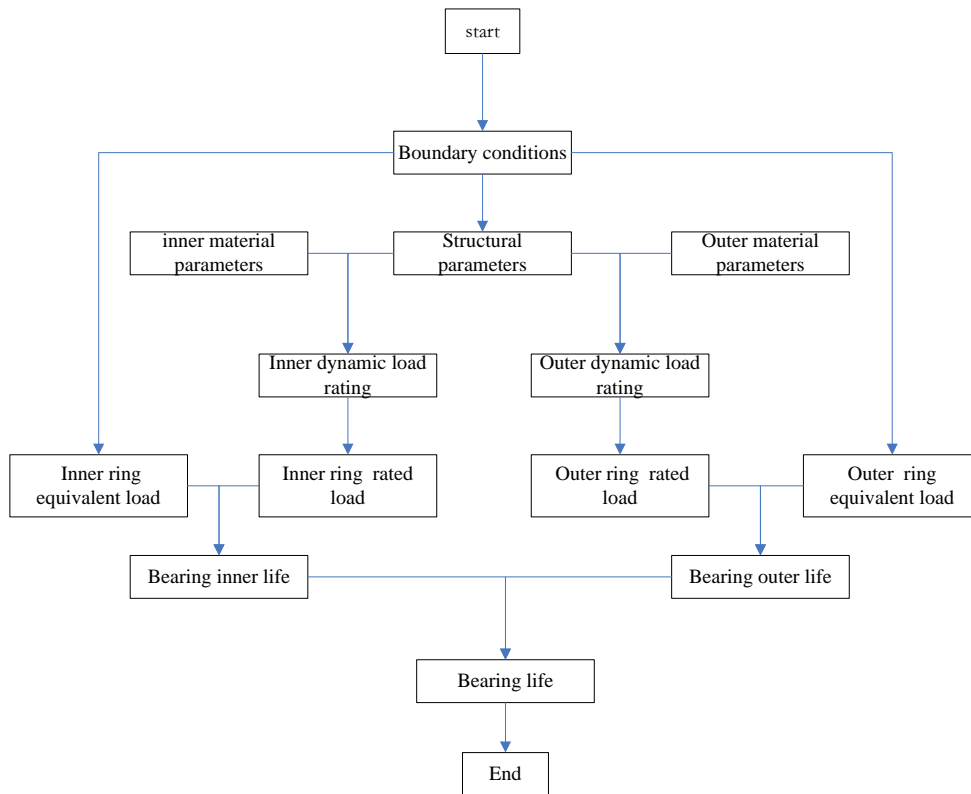 start
Boundary conditions
inner material
parameters
Structural
parameters
Outer material
parameters
Inner dynamic load
rating
Outer dynamic load
rating
Inner ring
equivalent load
Inner ring rated
load
Outer ring rated
load
Outer ring
equivalent load
Bearing inner life
Bearing outer life
Bearing life
End